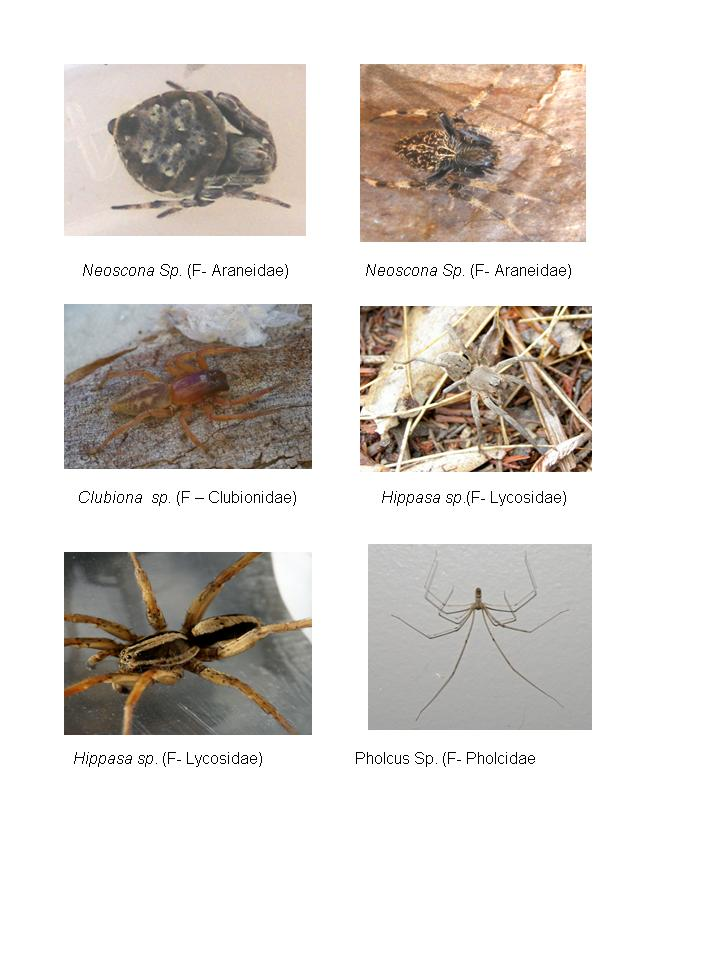 Neoscona Sp. (F- Araneidae)
Neoscona Sp. (F- Araneidae)
Clubiona  sp. (F – Clubionidae)
Hippasa sp.(F- Lycosidae)
Hippasa sp. (F- Lycosidae)
Pholcus Sp. (F- Pholcidae